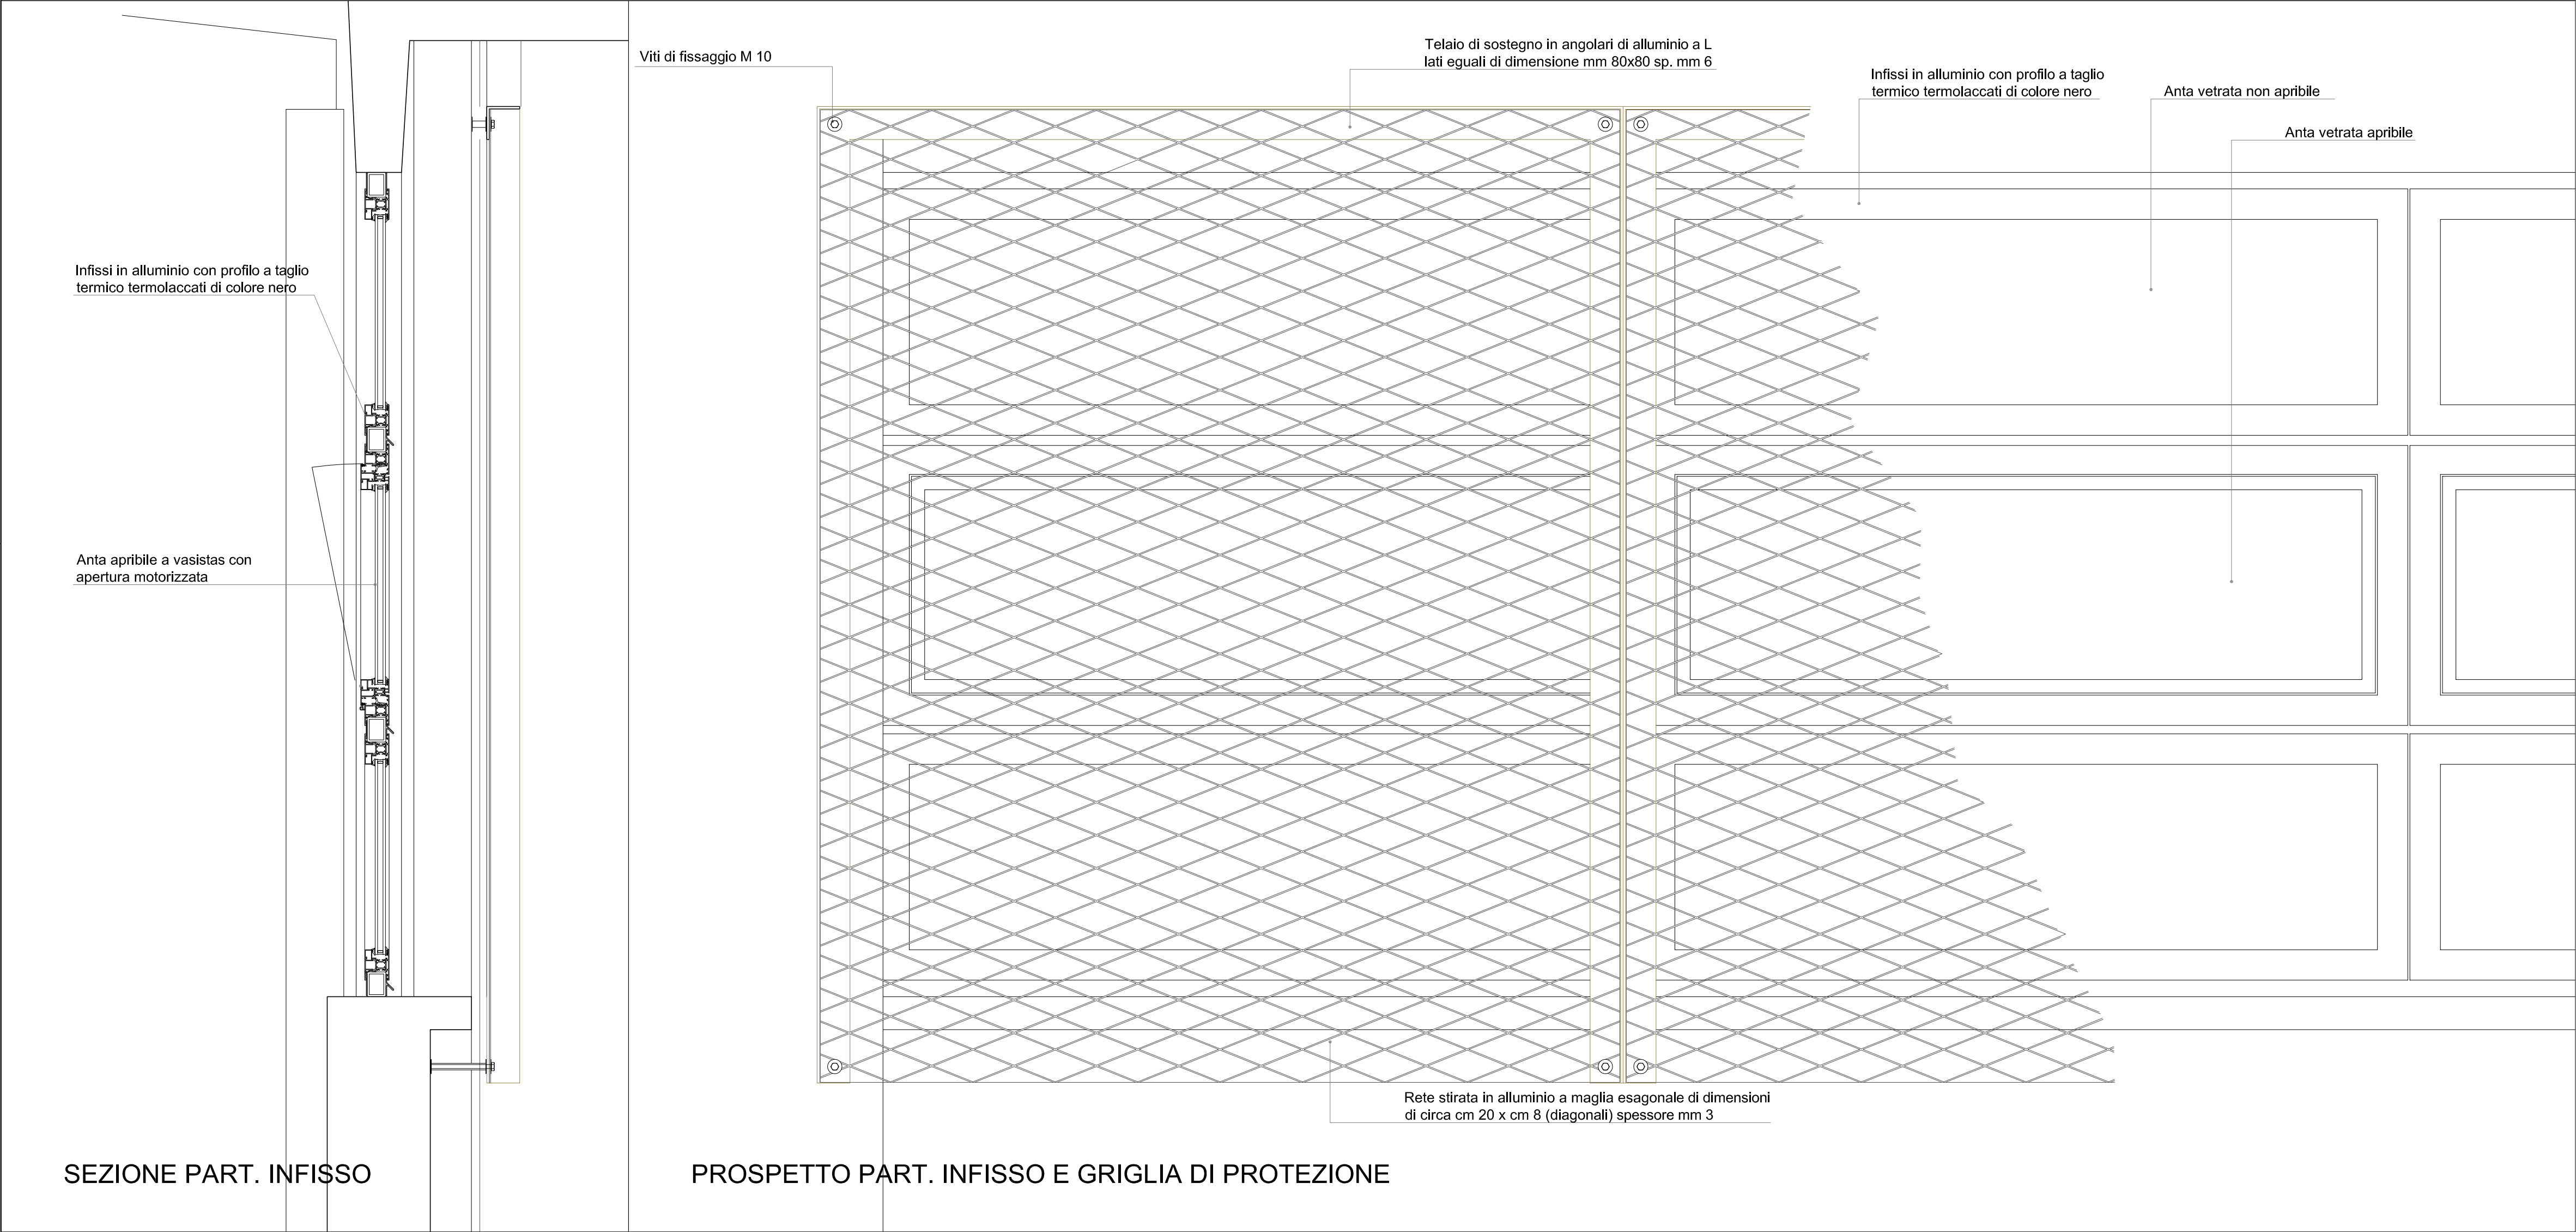 Viti di fissaggio M 10
Telaio di sostegno in angolari di alluminio a L
lati eguali di dimensione mm 80x80 sp. mm 6
Infissi in alluminio con profilo a taglio
termico termolaccati di colore nero
Anta vetrata non apribile
Anta vetrata apribile
Infissi in alluminio con profilo a taglio
termico termolaccati di colore nero
Anta apribile a vasistas con
apertura motorizzata
Rete stirata in alluminio a maglia esagonale di dimensioni
di circa cm 20 x cm 8 (diagonali) spessore mm 3
SEZIONE PART. INFISSO
PROSPETTO PART. INFISSO E GRIGLIA DI PROTEZIONE